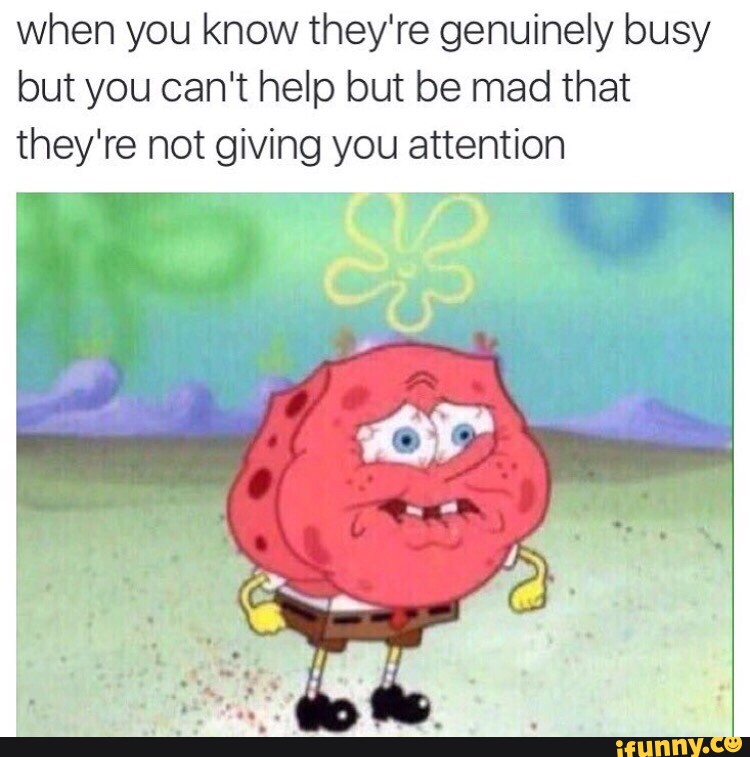 when you know they're genuinely busy
but you can't help but be mad that
they're not giving you attention
ifunny.co